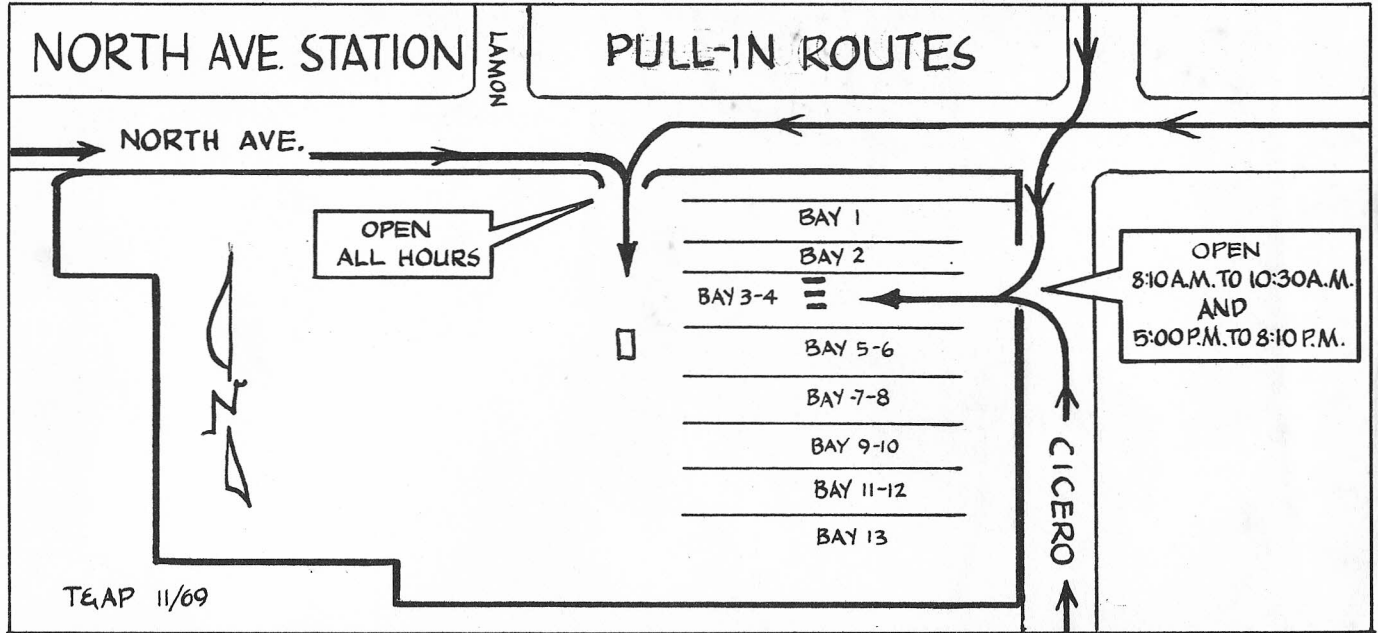 NORTH AVE. STATION
LAMON
PULL-IN ROUTES
NORTH AVE.
OPEN
ALL HOURS
BAY 1
BAY 2
BAY 3-4
BAY 5-6
BAY -7-8
BAY 9-10
BAY 11-12
BAY 13
OPEN
8:10 A.M. TO 10:30 A.M.
AND
5:00 P.M. TO 8:10 P.M.
N
CICERO
T&AP 11/69